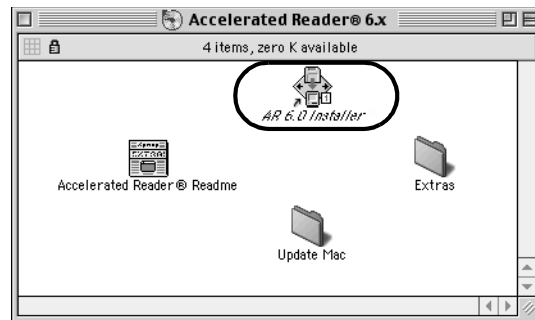 Accelerated Reader® 6.x
4 items, zero K available
AR 6.0 Installer
Accelerated Reader® Readme
Extras
Update Mac